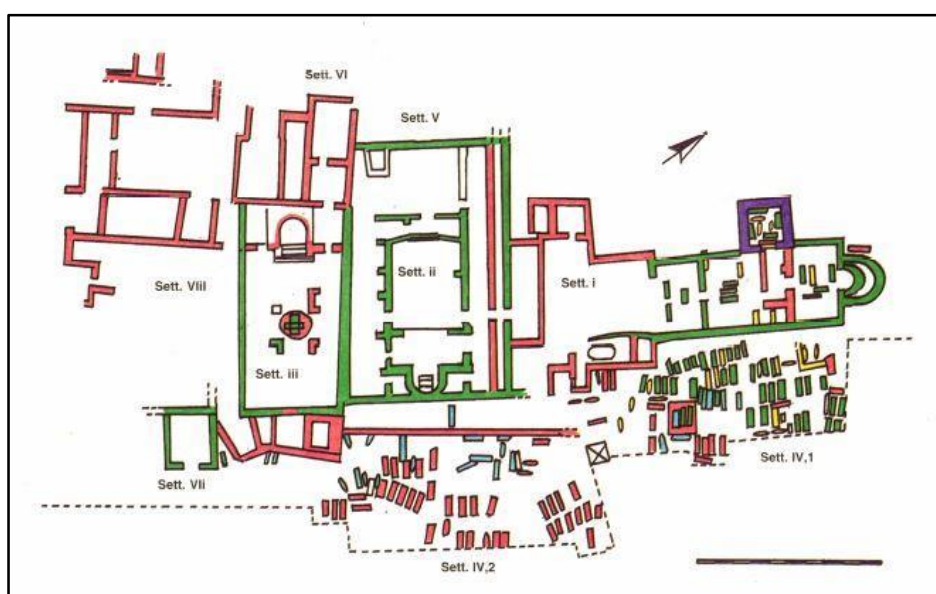 Sett. VI
Sett. V
Sett. ii
Sett. i
Sett. VIII
Sett. iii
Sett. VIi
Sett. IV,1
Sett. IV,2